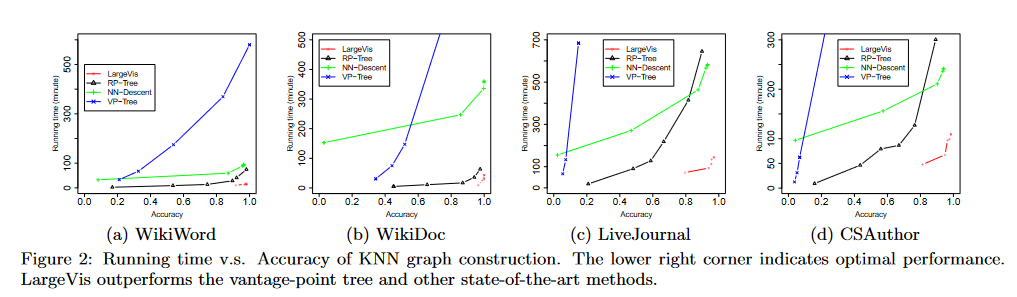 Running time (minute)
500
300
100
0
LargeVis
RP-Tree
NN-Descent
VP-Tree
0.0 0.2 0.4 0.6 0.8 1.0
Accuracy
(a) WikiWord
Running time (minute)
500
400
300
200
100
0
LargeVis
RP-Tree
NN-Descent
VP-Tree
0.0 0.2 0.4 0.6 0.8 1.0
Accuracy
(b) WikiDoc
Running time (minute)
700
500
300
100
0
LargeVis
RP-Tree
NN-Descent
VP-Tree
0.0 0.2 0.4 0.6 0.8 1.0
Accuracy
(c) LiveJournal
Running time (minute)
300
2000
100
50
0
LargeVis
RP-Tree
NN-Descent
VP-Tree
0.0 0.2 0.4 0.6 0.8 1.0
Accuracy
(d) CSAuthor
Figure 2: Running time v.s. Accuracy of KNN graph construction. The lower right corner indicates optimal performance.
LargeVis outperforms the vantage-point tree and other state-of-the-art methods.